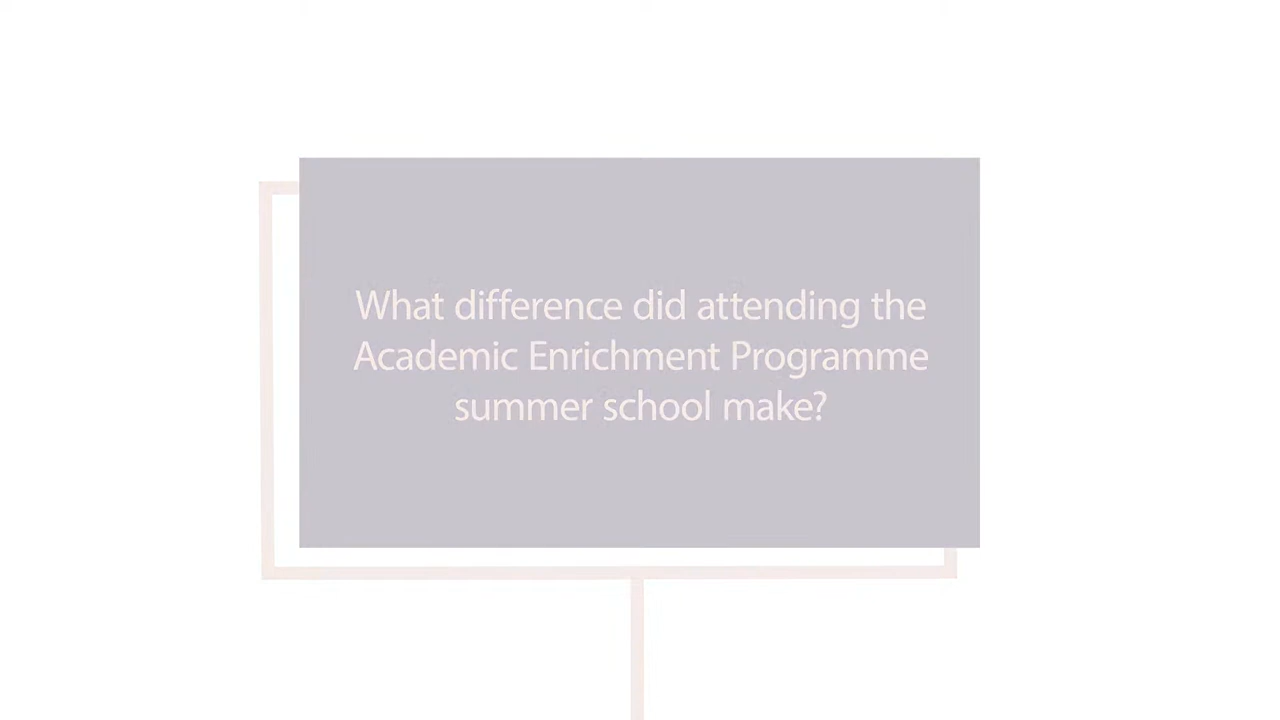 What difference did attending the
Academic Enrichment Programme
summer school make?